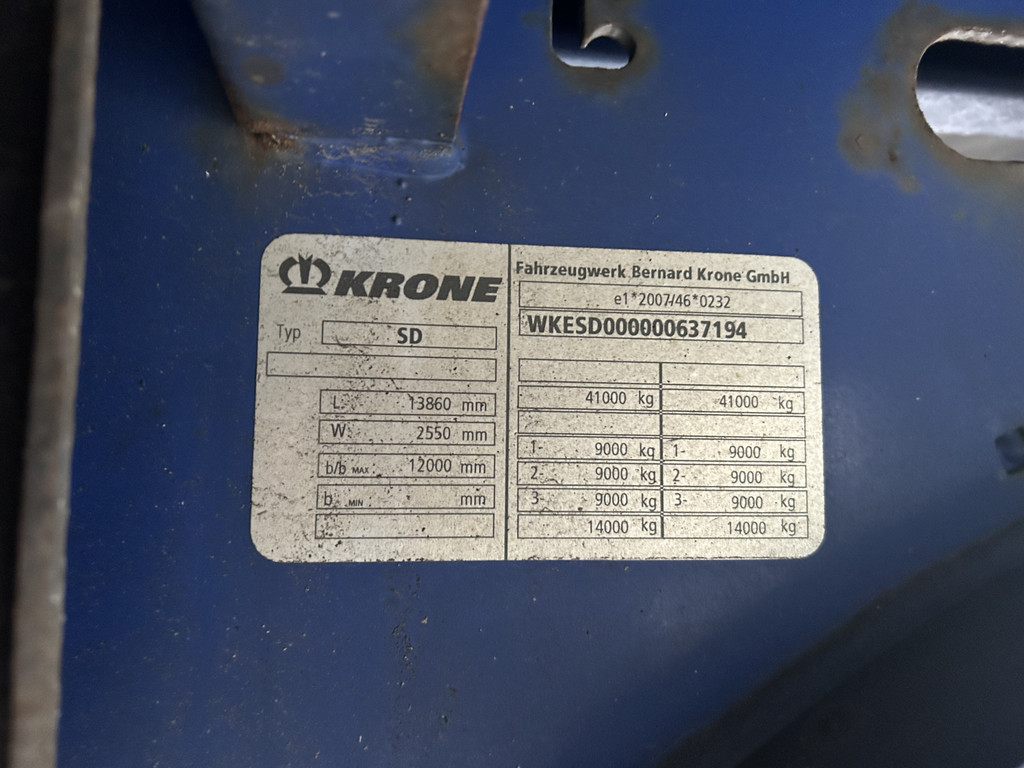 KRONE
Typ SD
L 13860 mm
W 2550 mm
b/b MAX 12000 mm
b MIN mm
Fahrzeugwerk Bernard Krone GmbH
e1*2007/46*0232
WKESD000000637194
41000 kg 41000 kg
1- 9000 kg 1- 9000 kg
2- 9000 kg 2- 9000 kg
3- 9000 kg 3- 9000 kg
14000 kg 14000 kg